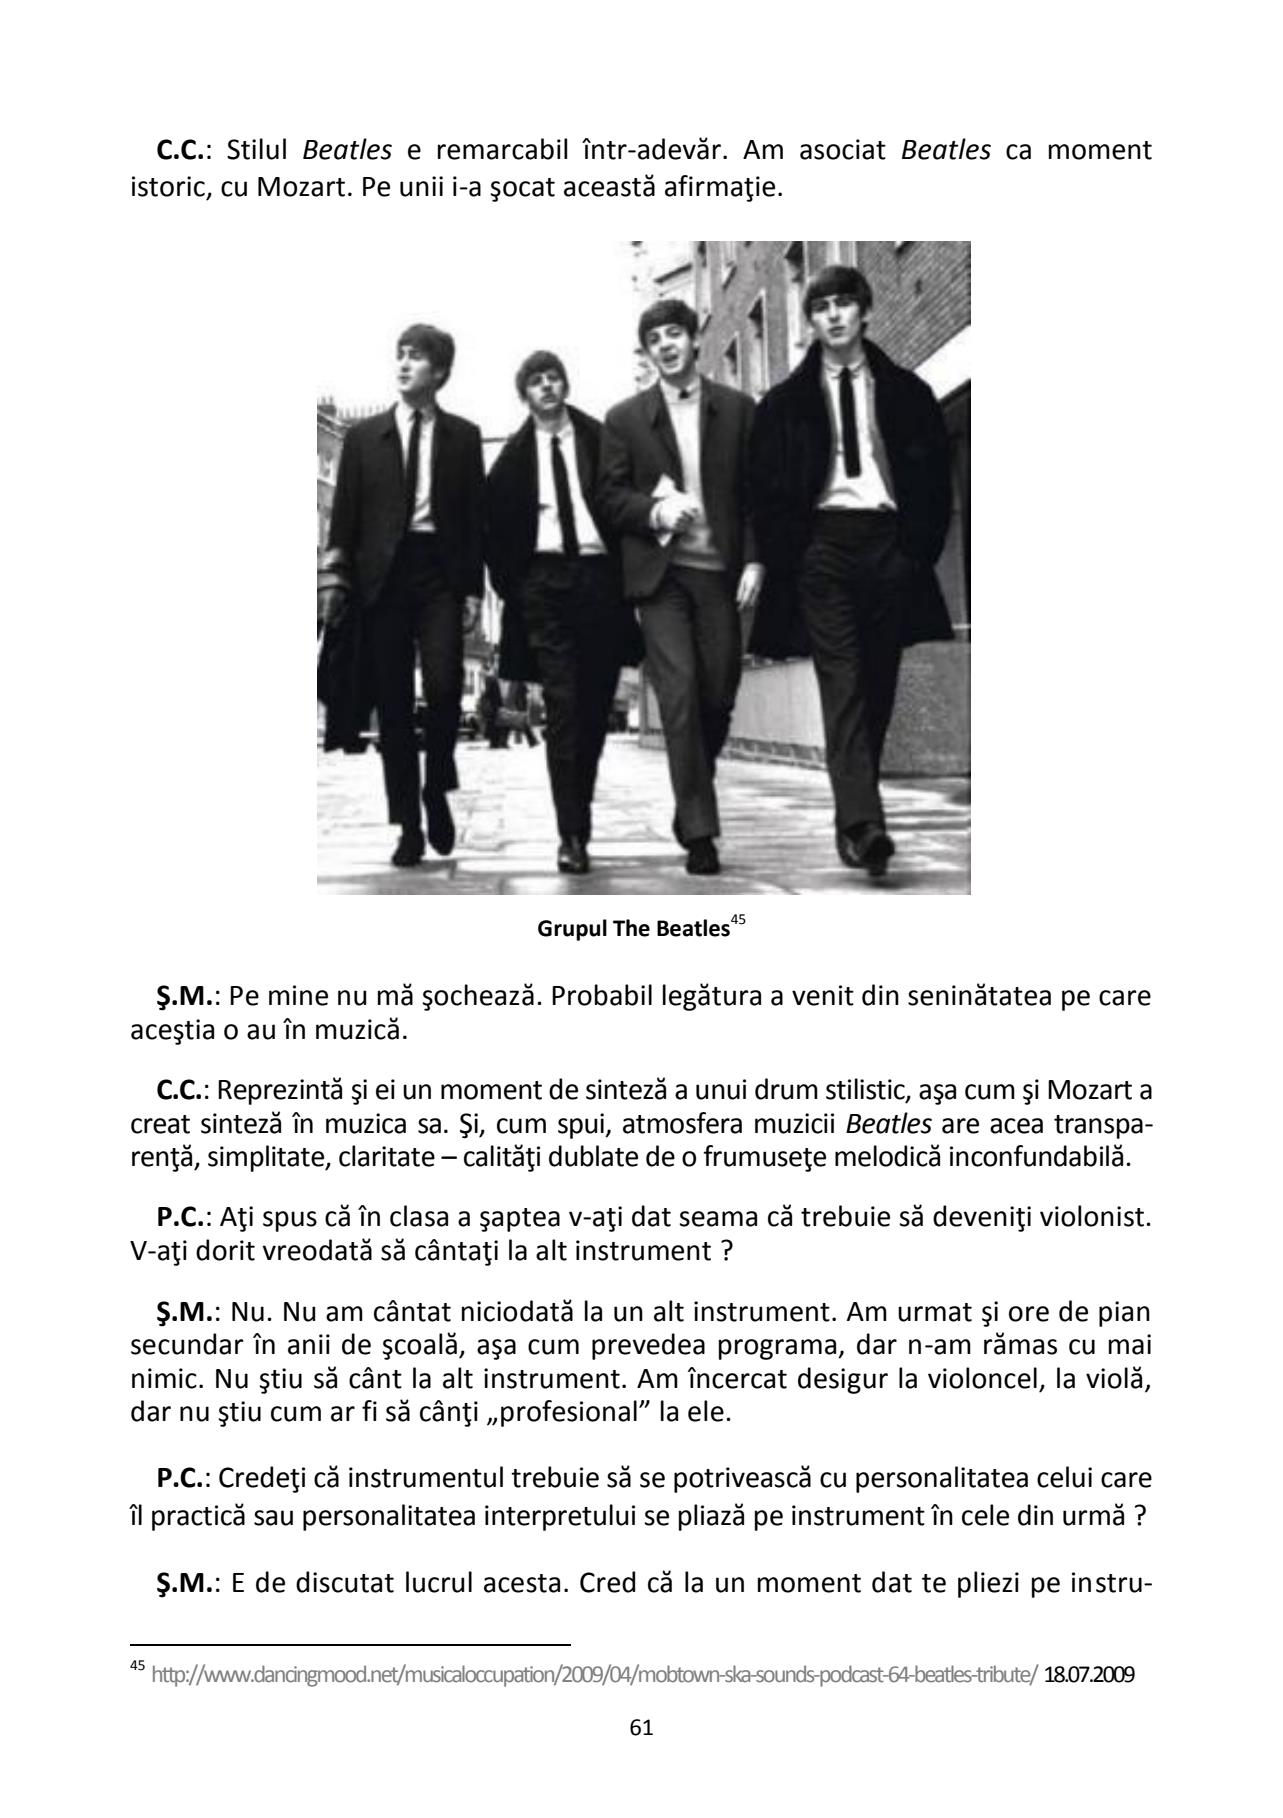 C.C.: Stilul Beatles e remarcabil într-adevăr. Am asociat Beatles ca moment
istoric, cu Mozart. Pe unii i-a şocat această afirmaţie.
Grupul The Beatles45
Ş.M.: Pe mine nu mă şochează. Probabil legătura a venit din seninătatea pe care
aceştia o au în muzică.
C.C.: Reprezintă şi ei un moment de sinteză a unui drum stilistic, aşa cum şi Mozart a
creat sinteză în muzica sa. Şi, cum spui, atmosfera muzicii Beatles are acea transpa-
renţă, simplitate, claritate – calităţi dublate de o frumuseţe melodică inconfundabilă.
P.C.: Aţi spus că în clasa a şaptea v-aţi dat seama că trebuie să deveniţi violonist.
V-aţi dorit vreodată să cântaţi la alt instrument ?
Ş.M.: Nu. Nu am cântat niciodată la un alt instrument. Am urmat şi ore de pian
secundar în anii de şcoală, aşa cum prevedea programa, dar n-am rămas cu mai
nimic. Nu ştiu să cânt la alt instrument. Am încercat desigur la violoncel, la violă,
dar nu ştiu cum ar fi să cânţi „profesional” la ele.
P.C.: Credeţi că instrumentul trebuie să se potrivească cu personalitatea celui care
îl practică sau personalitatea interpretului se pliază pe instrument în cele din urmă ?
Ş.M.: E de discutat lucrul acesta. Cred că la un moment dat te pliezi pe instru-
45 http://www.dancingmood.net/musicaloccupation/2009/04/mobtown-ska-sounds-podcast-64-beatles-tribute/ 18.07.2009
61